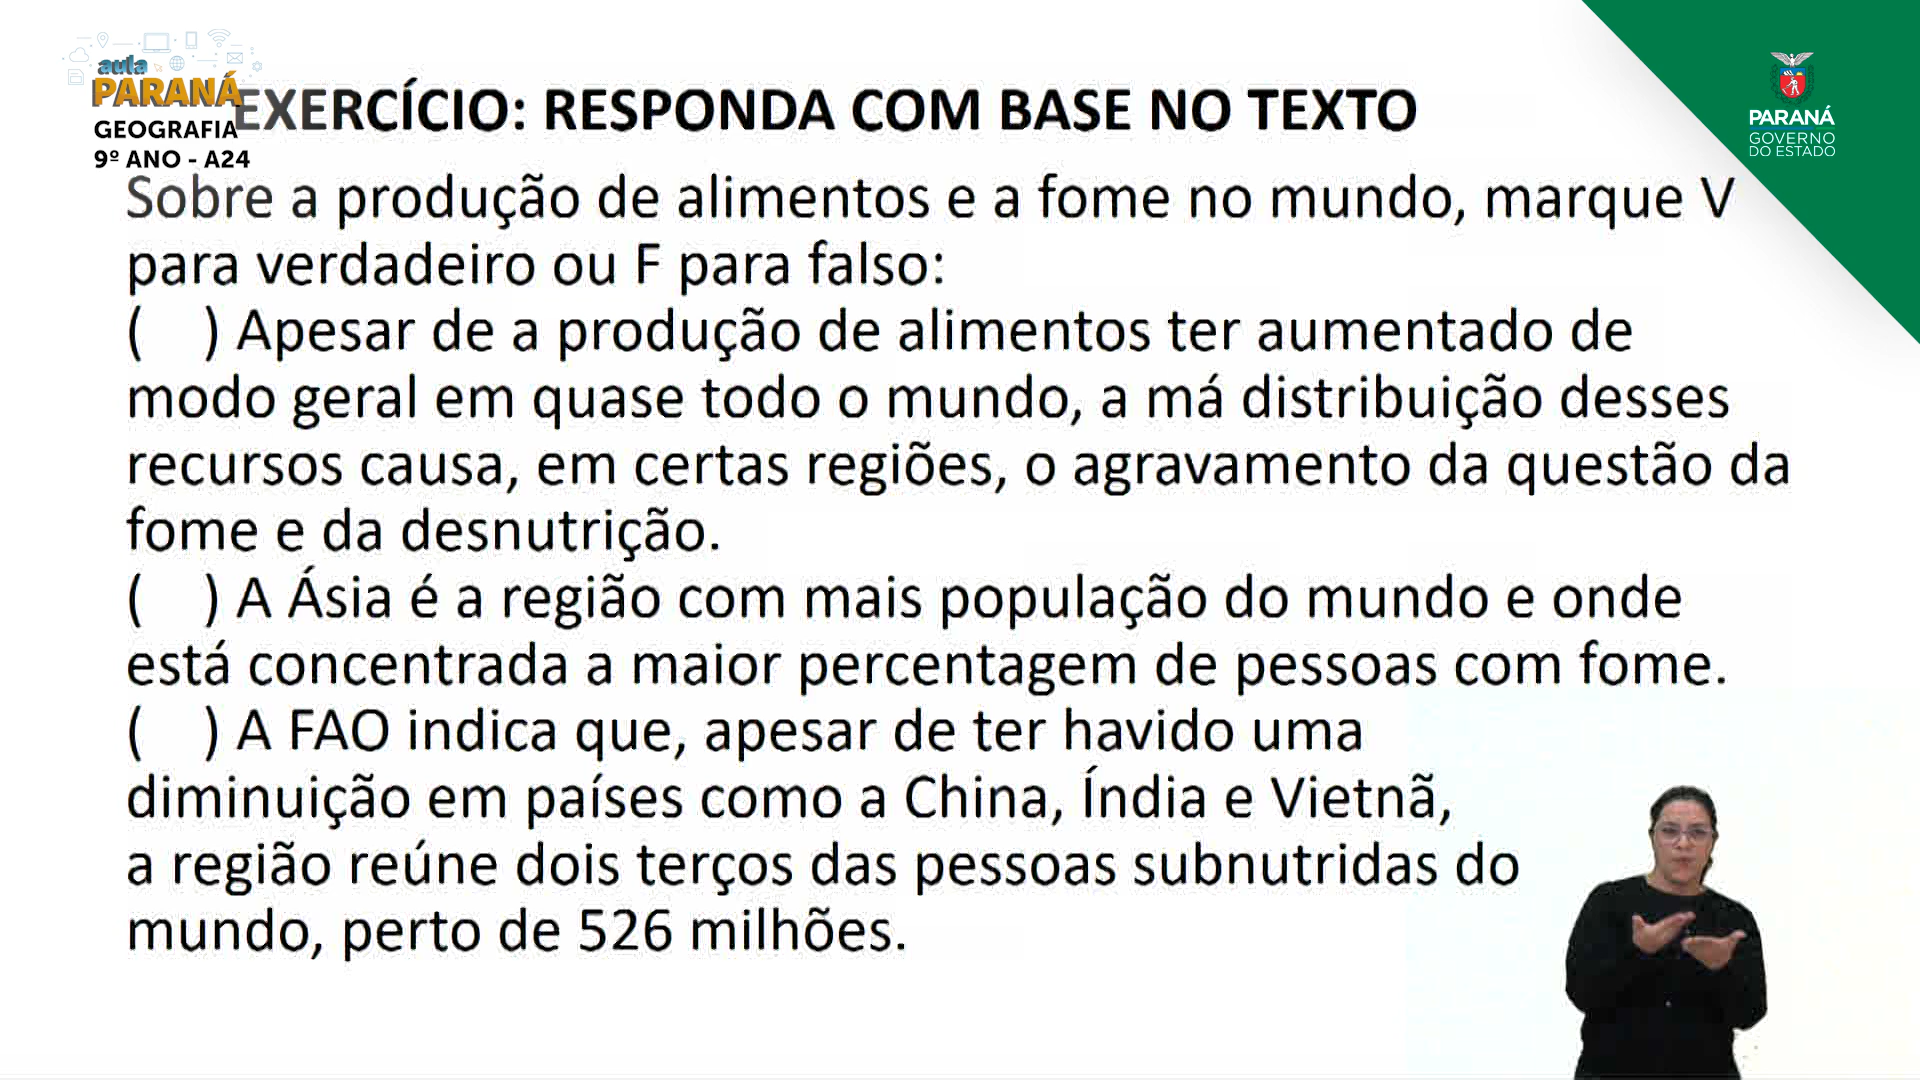 aula
PARANÁ
GEOGRAFIA
9º ANO - A24
EXERCÍCIO: RESPONDA COM BASE NO TEXTO
PARANÁ
GOVERNO
DO ESTADO
Sobre a produção de alimentos e a fome no mundo, marque V
para verdadeiro ou F para falso:
(    ) Apesar de a produção de alimentos ter aumentado de
modo geral em quase todo o mundo, a má distribuição desses
recursos causa, em certas regiões, o agravamento da questão da
fome e da desnutrição.
(    ) A Ásia é a região com mais população do mundo e onde
está concentrada a maior percentagem de pessoas com fome.
(    ) A FAO indica que, apesar de ter havido uma
diminuição em países como a China, Índia e Vietnã,
a região reúne dois terços das pessoas subnutridas do
mundo, perto de 526 milhões.